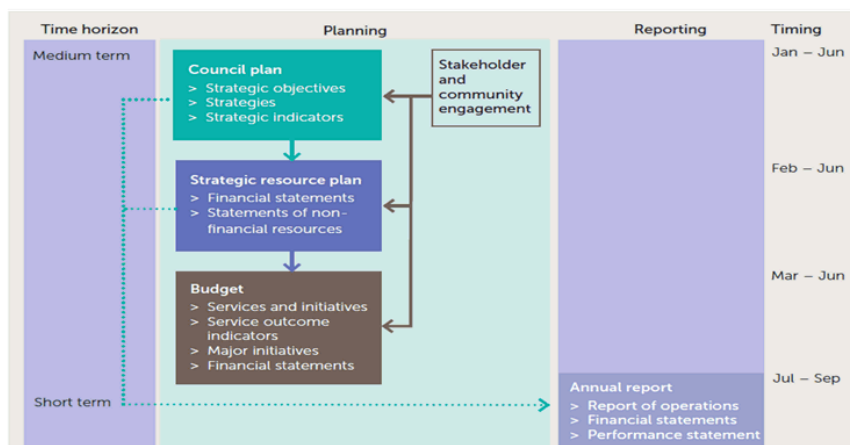 Time horizon
Planning
Reporting
Timing
Medium term
Jan – Jun
Council plan
> Strategic objectives
> Strategies
> Strategic indicators
Stakeholder
and
community
engagement
Strategic resource plan
> Financial statements
> Statements of non-
financial resources
Feb – Jun
Budget
> Services and initiatives
> Service outcome
indicators
> Major initiatives
> Financial statements
Mar – Jun
Short term
Annual report
> Report of operations
> Financial statements
> Performance statement
Jul – Sep